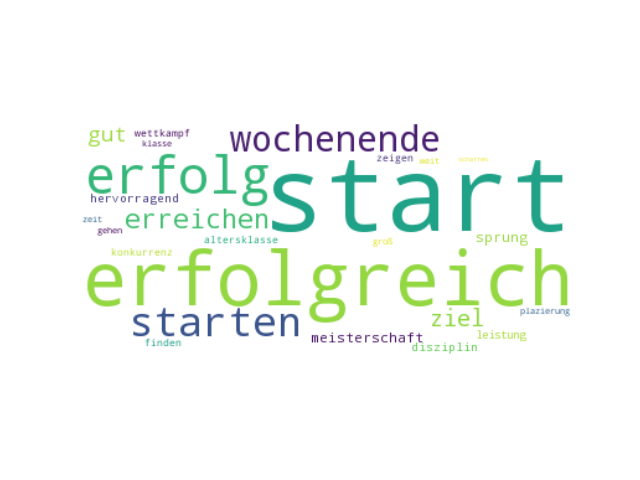 gut wettkampf wochenende
klasse
erfolg zeigen weit
start
hervorragend
zeit erreichen
gehen
altersklasse groß sprung
konkurrenz
erfolgreich
starten ziel plazierung
meisterschaft leistung
finden disziplin